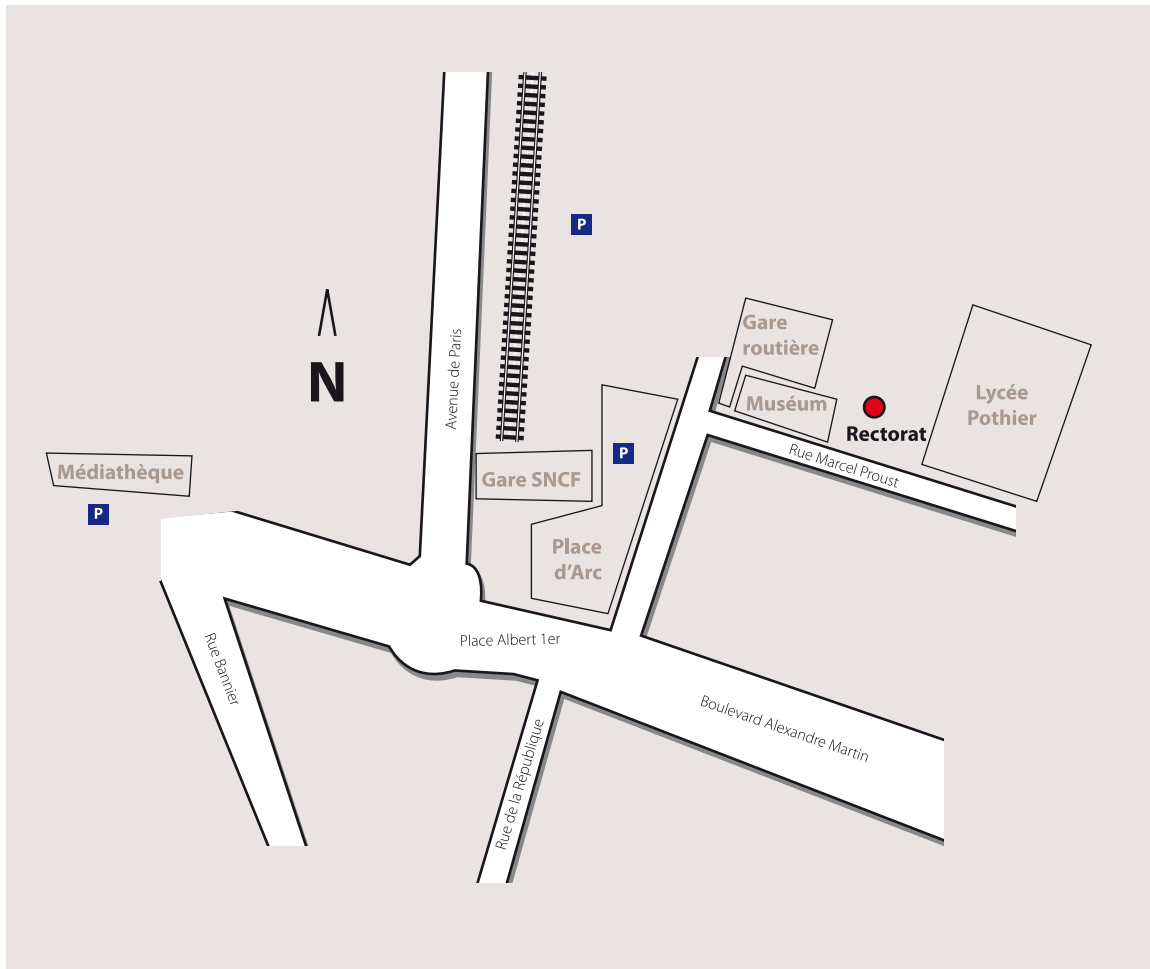 P
Gare
routière
Avenue de Paris
N
Muséum
Lycée
Pothier
Rectorat
P
Rue Marcel Proust
Médiathèque
Gare SNCF
P
Place
d'Arc
Place Albert 1er
Rue Bannier
Boulevard Alexandre Martin
Rue de la République